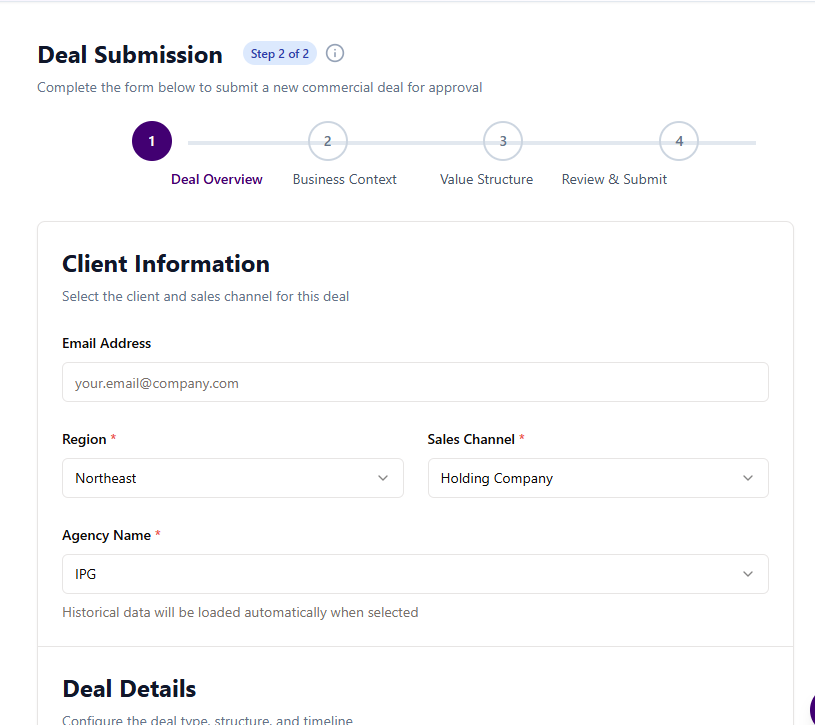 Deal Submission Step 2 of 2
Complete the form below to submit a new commercial deal for approval
1 2 3 4
Deal Overview Business Context Value Structure Review & Submit
Client Information
Select the client and sales channel for this deal
Email Address
your.email@company.com
Region * Sales Channel *
Northeast Holding Company
Agency Name *
IPG
Historical data will be loaded automatically when selected
Deal Details
Configure the deal type, structure, and timeline